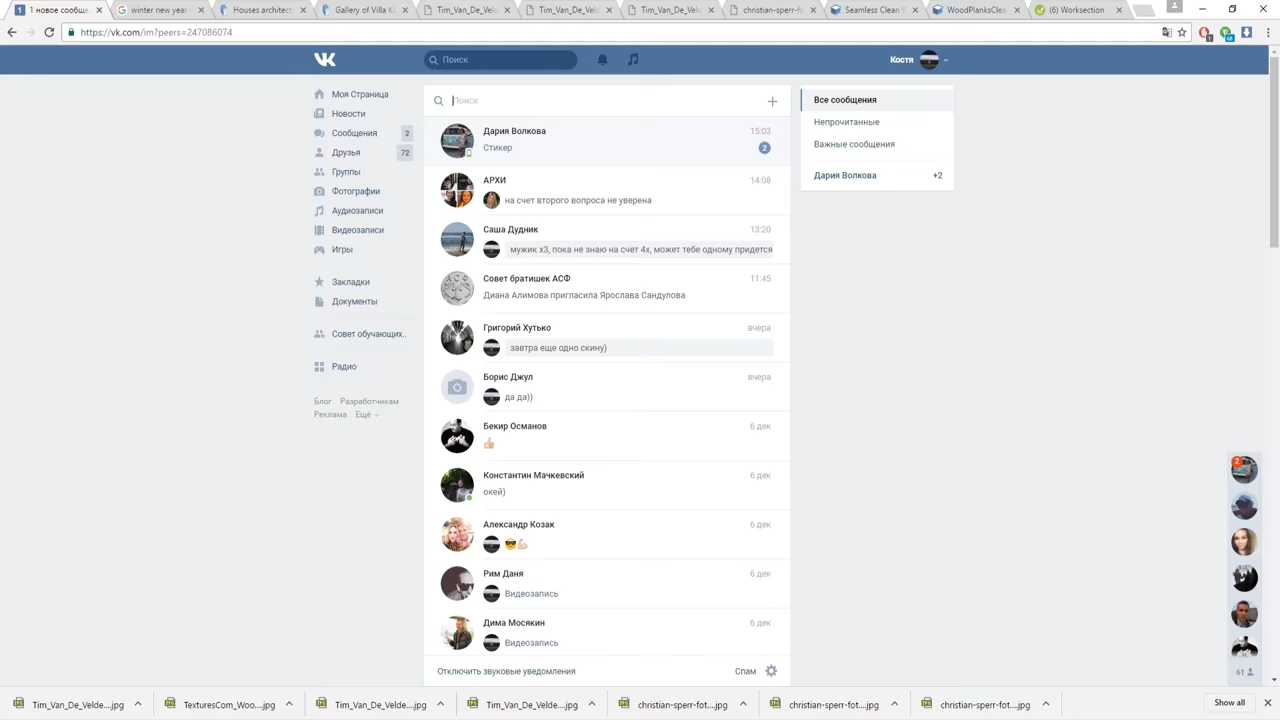 1 новое сообщ
winter new year
Houses architec
Gallery of Villa K
Tim_Van_De_Vel
Tim_Van_De_Vel
Tim_Van_De_Vel
christian-sperr-f
Seamless Clean
WoodPlanksCle
(6) Worksection
https://vk.com/im?peers=247086074
Поиск
Костя
Моя Страница
Новости
Сообщения 2
Друзья 72
Группы
Фотографии
Аудиозаписи
Видеозаписи
Игры
Закладки
Документы
Совет обучающих..
Радио
Блог Разработчикам
Реклама Ещё
Поиск
Дария Волкова 15:03
Стикер 2
АРХИ 14:08
на счет второго вопроса не уверена
Саша Дудник 13:20
мужик х3, пока не знаю на счет 4х, может тебе одному придется
Совет братишек АСФ 11:45
Диана Алимова пригласила Ярослава Сандулова
Григорий Хутько вчера
завтра еще одно скину)
Борис Джул вчера
да да))
Бекир Османов 6 дек
Константин Мачкевский 6 дек
окей)
Александр Козак 6 дек
Рим Даня 6 дек
Видеозапись
Дима Мосякин 6 дек
Видеозапись
Отключить звуковые уведомления Спам
Все сообщения
Непрочитанные
Важные сообщения
Дария Волкова +2
2
61
Tim_Van_De_Velde....jpg
TexturesCom_Woo....jpg
Tim_Van_De_Velde....jpg
Tim_Van_De_Velde....jpg
christian-sperr-fot....jpg
christian-sperr-fot....jpg
christian-sperr-fot....jpg
Show all